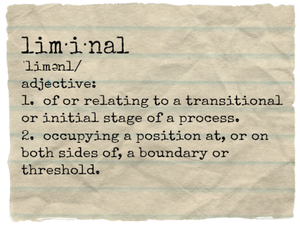 lim·i·nal
ˈlimənl/
adjective:
1. of or relating to a transitional
or initial stage of a process.
2. occupying a position at, or on
both sides of, a boundary or
threshold.